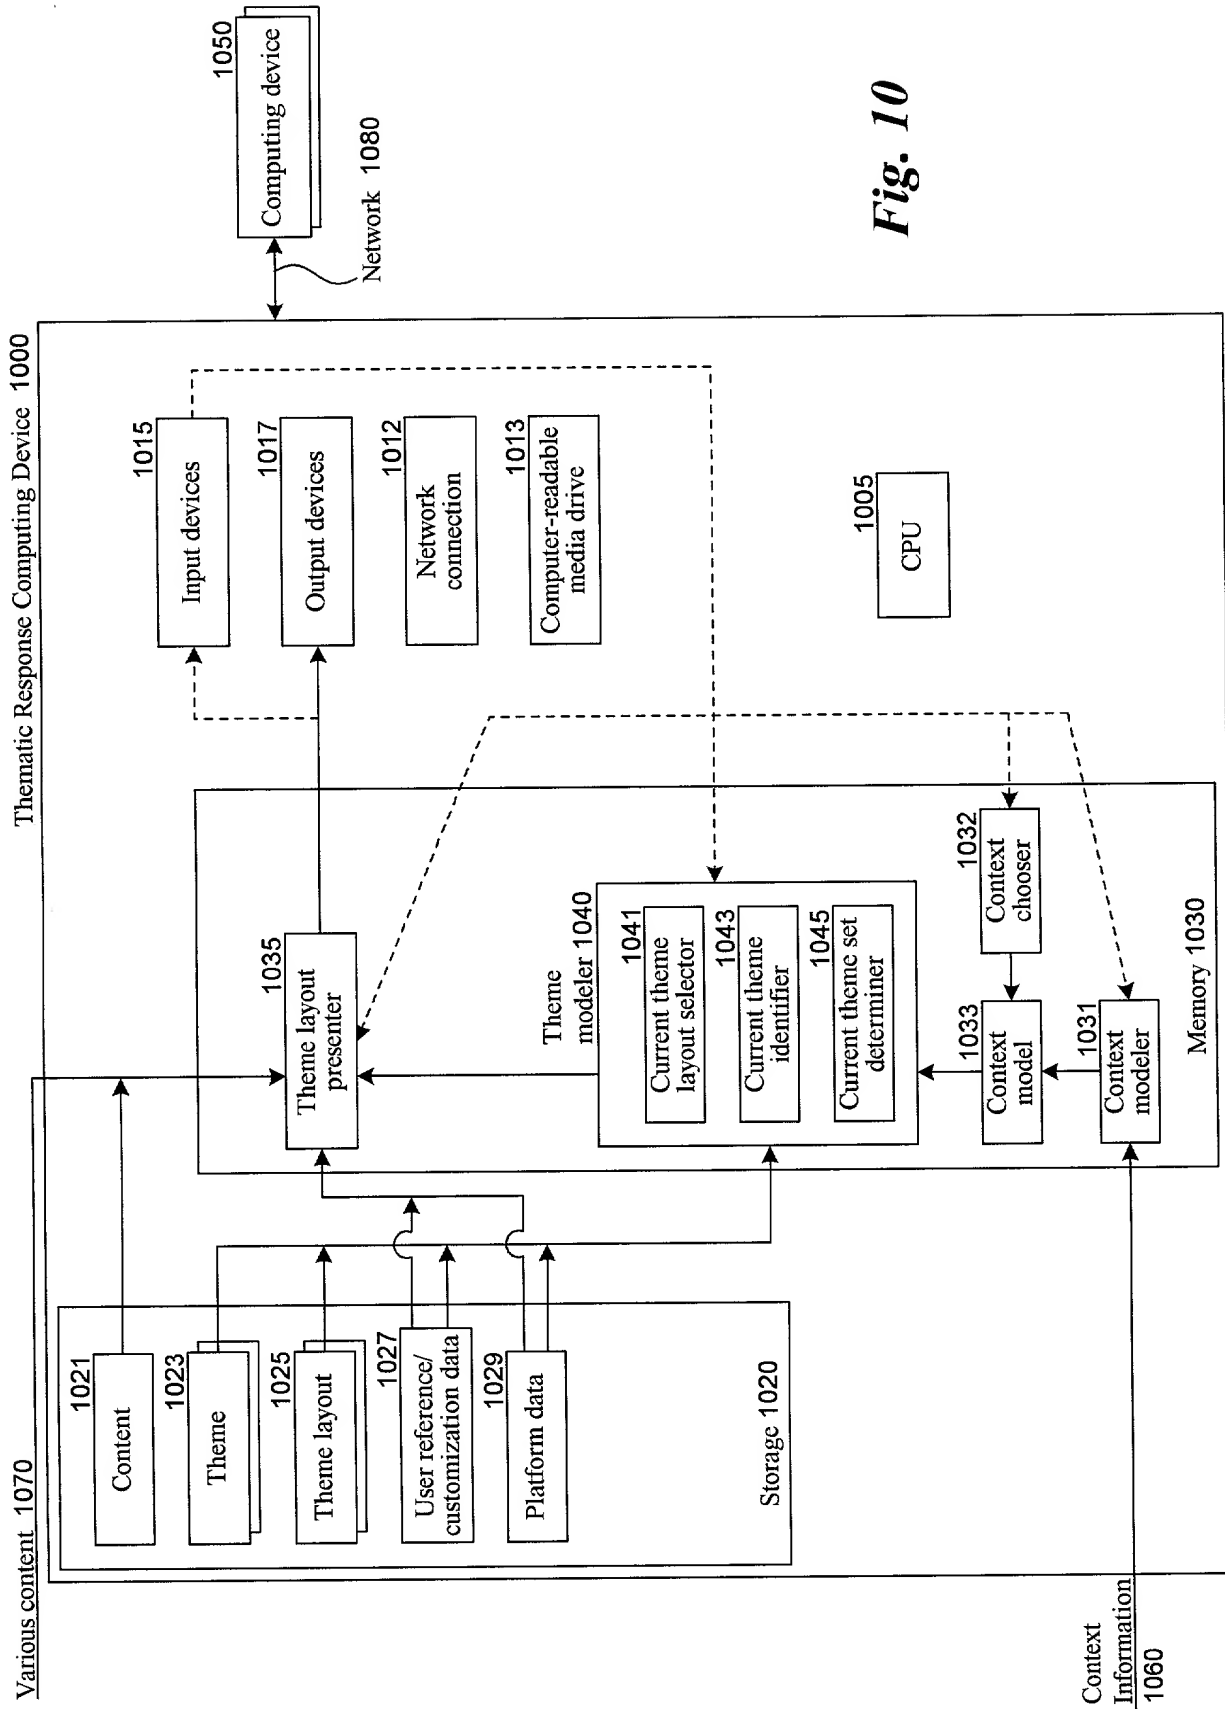 Various content 1070
Thematic Response Computing Device 1000
1050
Computing device
Network 1080
1021
Content
1023
Theme
1025
Theme layout
1027
User reference/
customization data
1029
Platform data
Storage 1020
1035
Theme layout
presenter
Theme
modeler 1040
1041
Current theme
layout selector
1043
Current theme
identifier
1045
Current theme set
determiner
1032
Context
chooser
1033
Context
model
1031
Context
modeler
Memory 1030
1015
Input devices
1017
Output devices
1012
Network
connection
1013
Computer-readable
media drive
1005
CPU
Context
Information
1060
Fig. 10